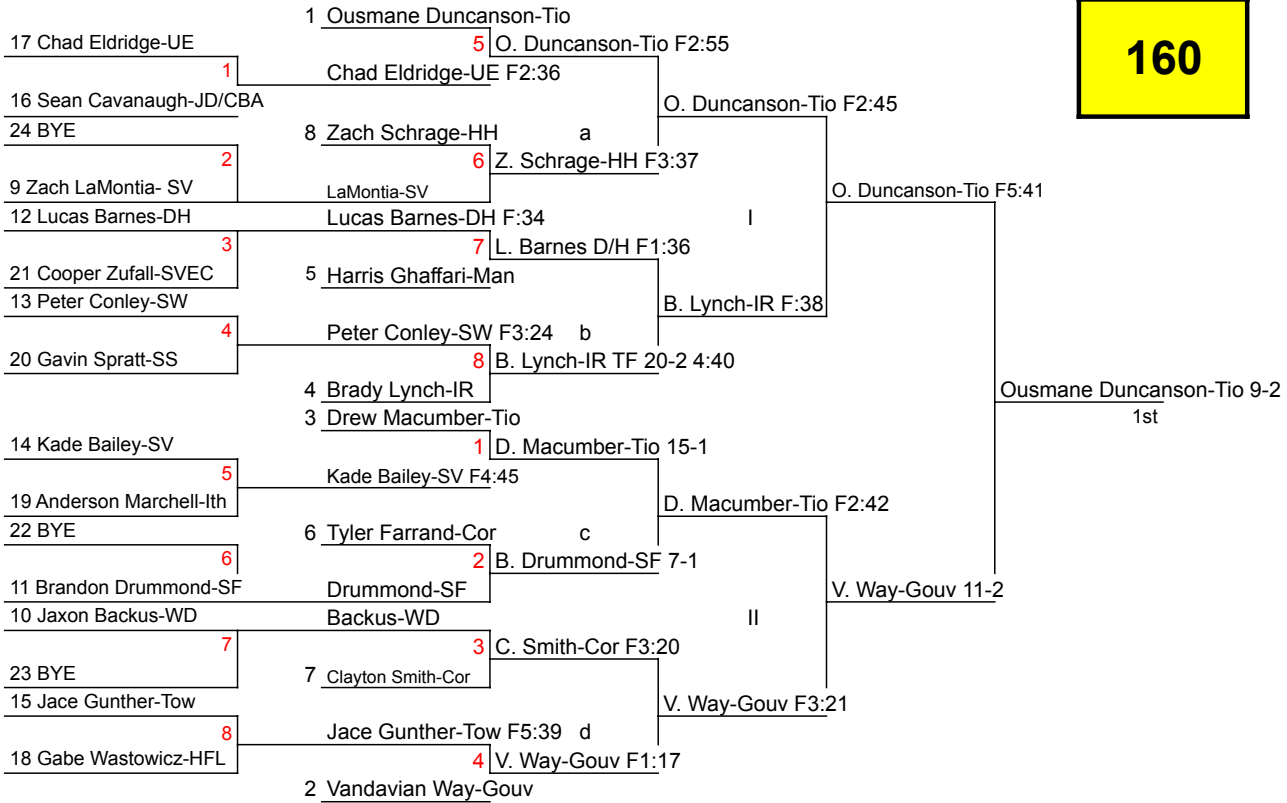 1 Ousmane Duncanson-Tio
160
17 Chad Eldridge-UE
5 O. Duncanson-Tio F2:55
1
Chad Eldridge-UE F2:36
16 Sean Cavanaugh-JD/CBA
O. Duncanson-Tio F2:45
24 BYE
8 Zach Schrage-HH a
2
6 Z. Schrage-HH F3:37
9 Zach LaMontia- SV
LaMontia-SV
O. Duncanson-Tio F5:41
12 Lucas Barnes-DH
Lucas Barnes-DH F:34
I
3
7 L. Barnes D/H F1:36
21 Cooper Zufall-SVEC
5 Harris Ghaffari-Man
13 Peter Conley-SW
B. Lynch-IR F:38
4
Peter Conley-SW F3:24 b
20 Gavin Spratt-SS
8 B. Lynch-IR TF 20-2 4:40
4 Brady Lynch-IR
Ousmane Duncanson-Tio 9-2
1st
3 Drew Macumber-Tio
14 Kade Bailey-SV
1 D. Macumber-Tio 15-1
5
Kade Bailey-SV F4:45
19 Anderson Marchell-Ith
D. Macumber-Tio F2:42
22 BYE
6 Tyler Farrand-Cor c
6
2 B. Drummond-SF 7-1
11 Brandon Drummond-SF
Drummond-SF
V. Way-Gouv 11-2
10 Jaxon Backus-WD
Backus-WD
II
7
3 C. Smith-Cor F3:20
23 BYE
7 Clayton Smith-Cor
15 Jace Gunther-Tow
V. Way-Gouv F3:21
8
Jace Gunther-Tow F5:39 d
18 Gabe Wastowicz-HFL
4 V. Way-Gouv F1:17
2 Vandavian Way-Gouv